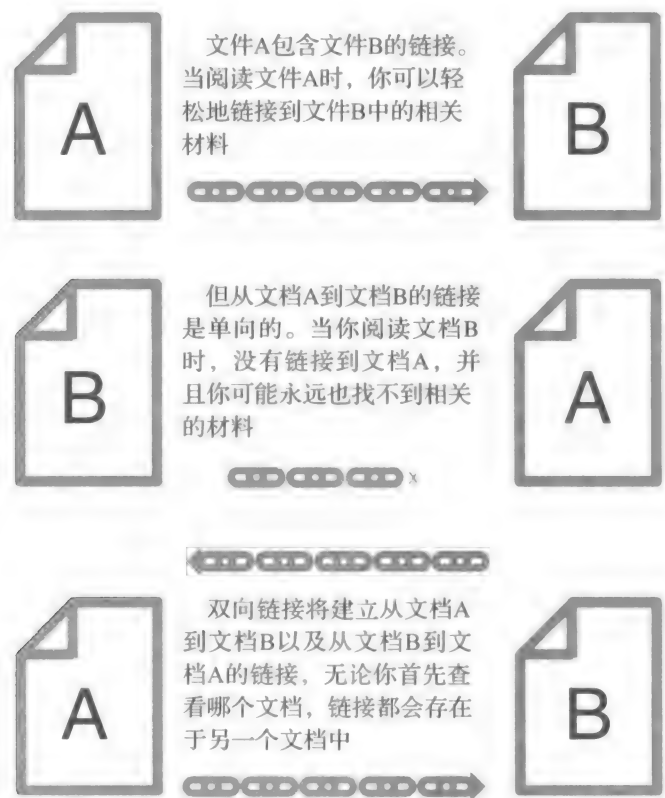 A
文件A包含文件B的链接。
当阅读文件A时，你可以轻
松地链接到文件B中的相关
材料
B
B
但从文档A到文档B的链接
是单向的。当你阅读文档B
时，没有链接到文档A，并
且你可能永远也找不到相关
的材料
x
A
A
双向链接将建立从文档A
到文档B以及从文档B到文
档A的链接，无论你首先查
看哪个文档，链接都会存在
于另一个文档中
B